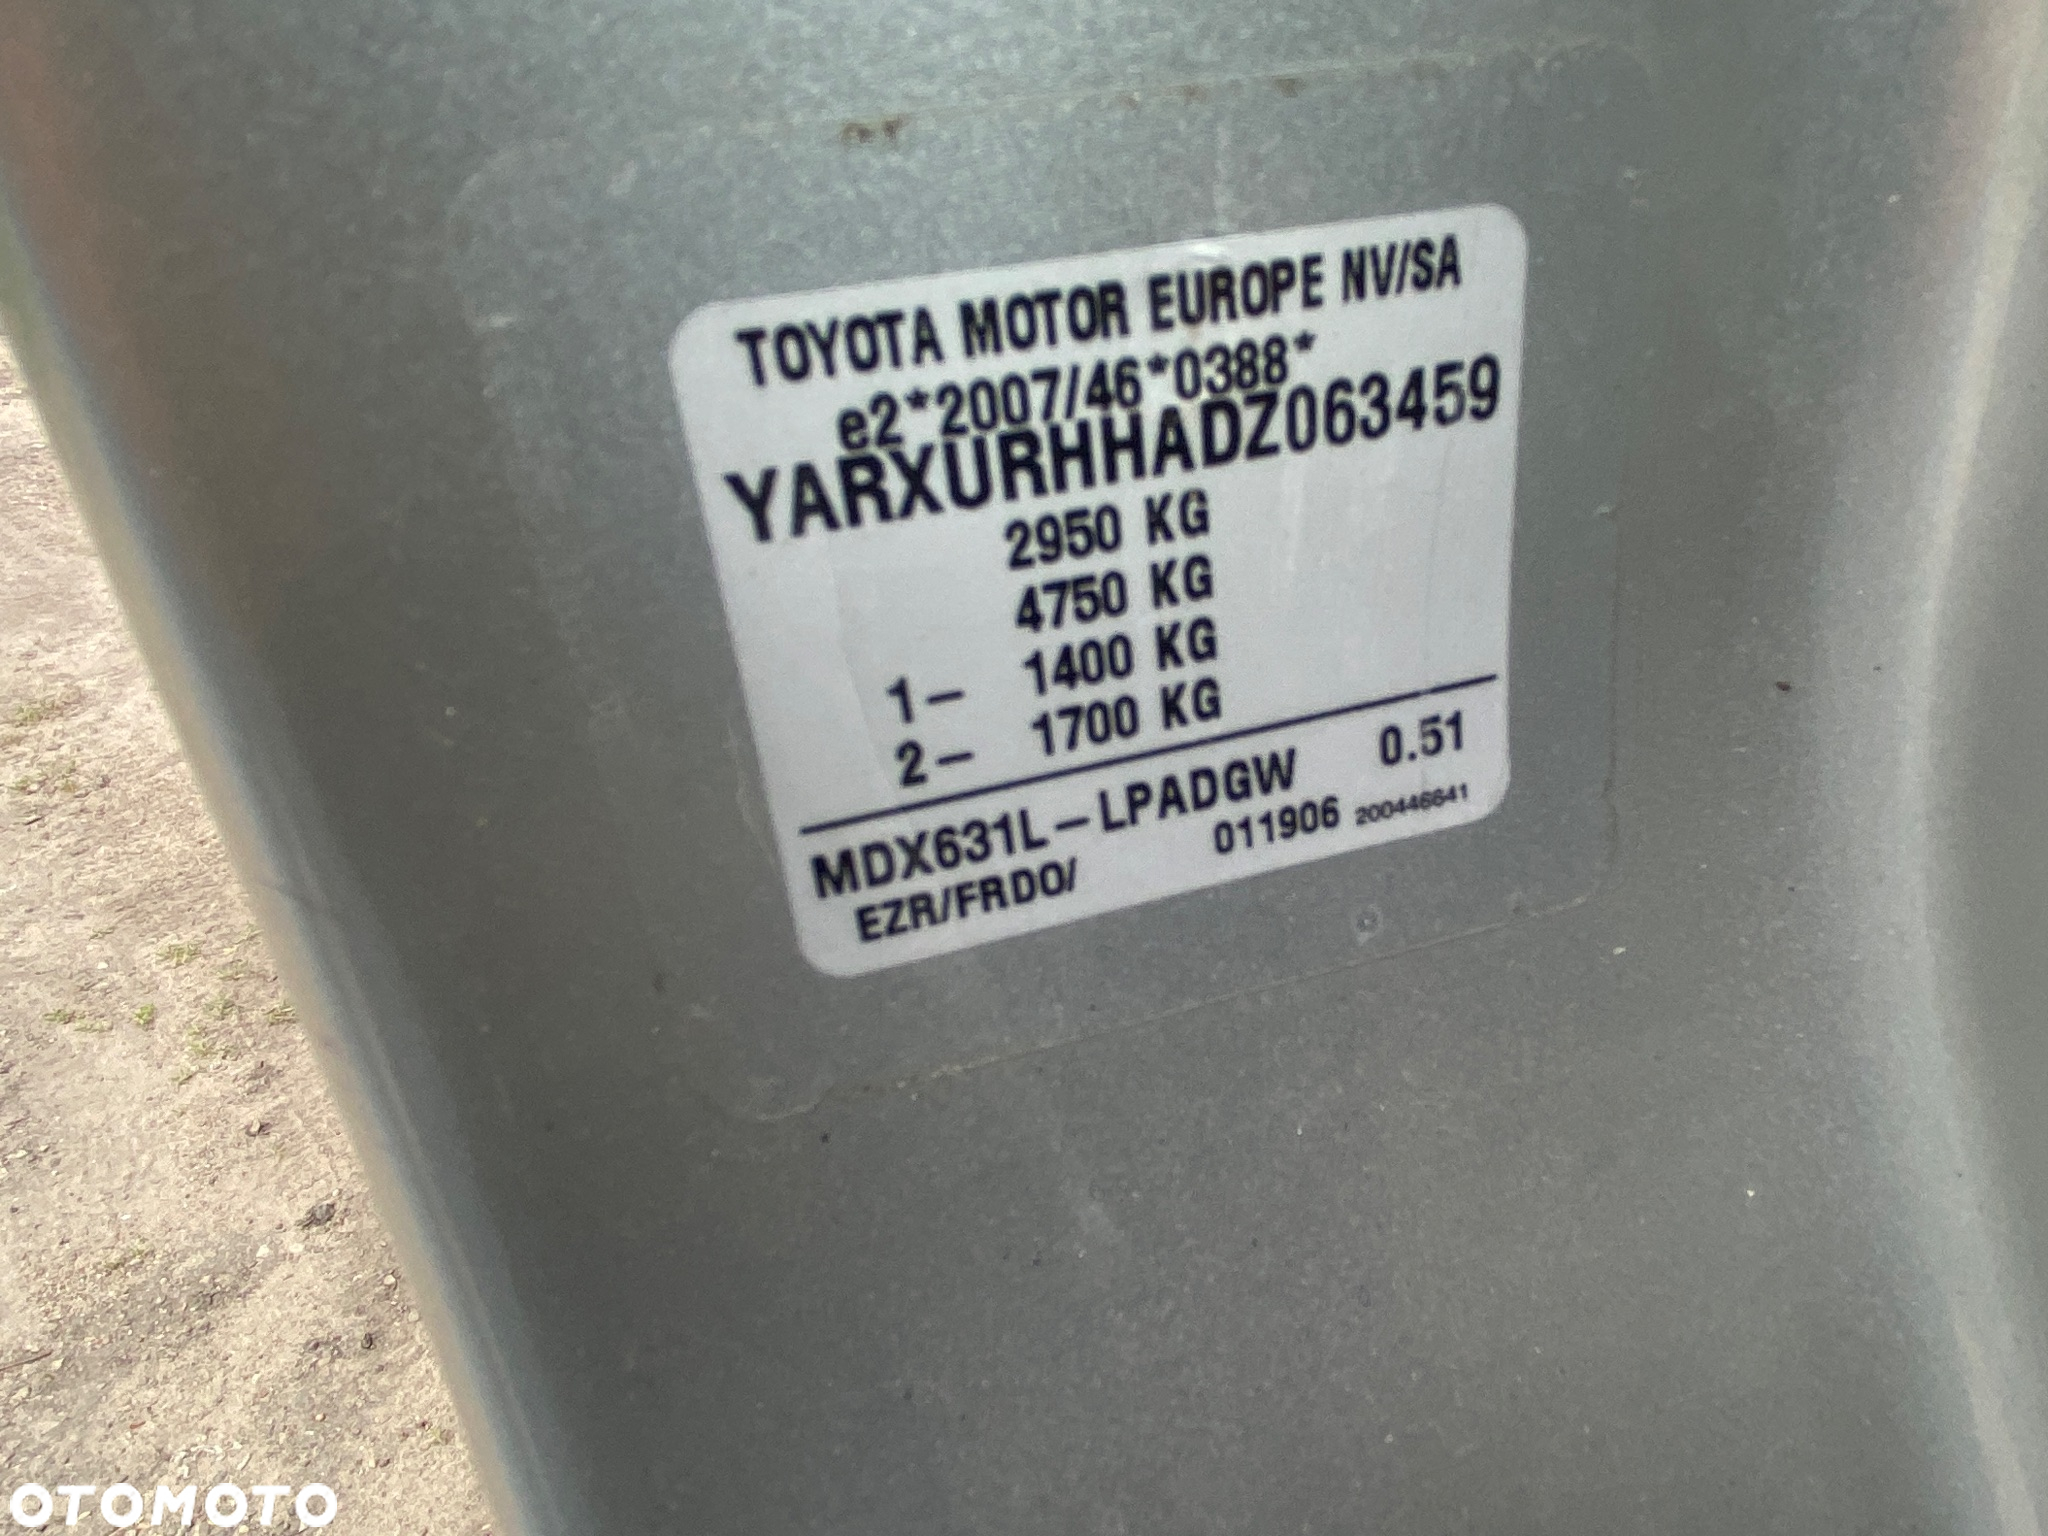 TOYOTA MOTOR EUROPE NV/SA
e2*2007/46*0388*
YARXURHHHADZ063459
2950 KG
4750 KG
1- 1400 KG
2- 1700 KG
MDX631L-LPADGW 0.51
EZR/FRDO/ 011906 200446641
OTOMOTO